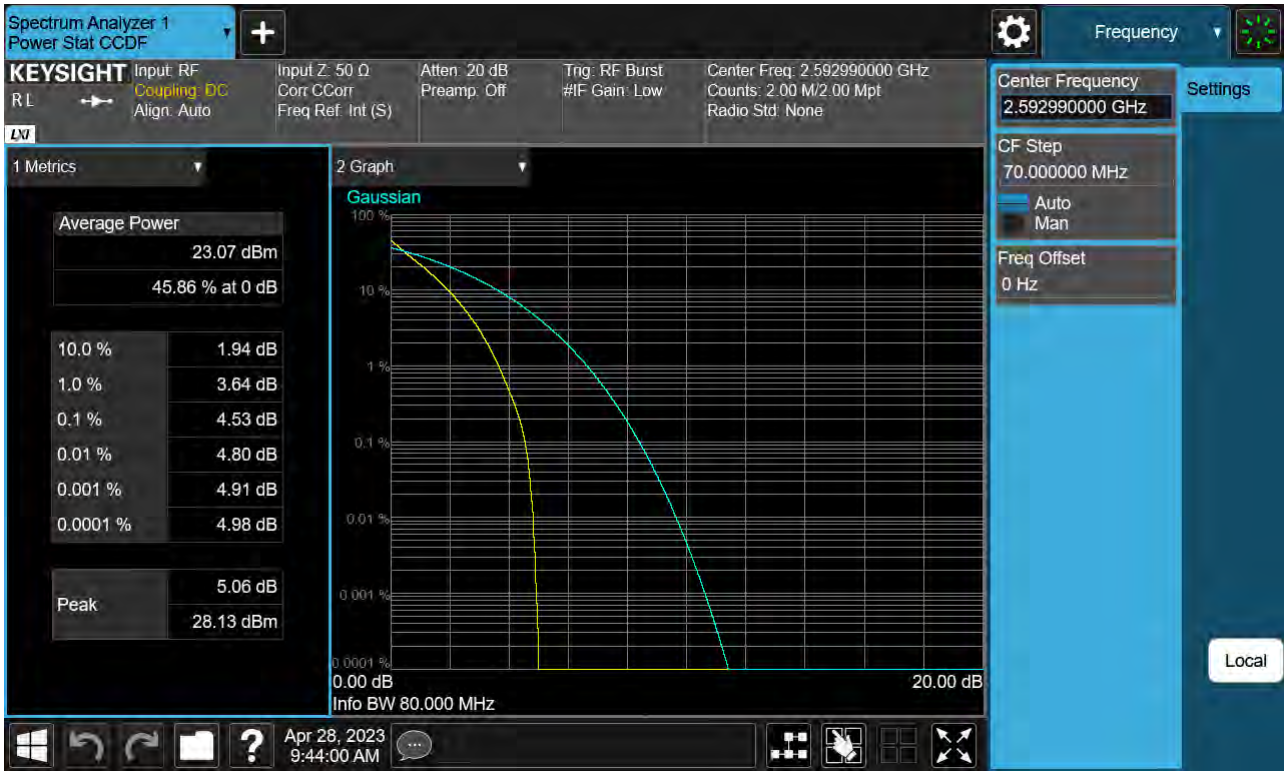 Spectrum Analyzer 1
Power Stat CCDF
+
Frequency
KEYSIGHT
RL
LXI
Input: RF
Coupling: DC
Align: Auto
Input Z: 50 Ω
Corr CCorr
Freq Ref: Int (S)
Atten: 20 dB
Preamp: Off
Trig: RF Burst
#IF Gain: Low
Center Freq: 2.592990000 GHz
Counts: 2.00 M/2.00 Mpt
Radio Std: None
Center Frequency
2.592990000 GHz
Settings
CF Step
70.000000 MHz
Auto
Man
Freq Offset
0 Hz
1 Metrics
Average Power
23.07 dBm
45.86 % at 0 dB
10.0 % 1.94 dB
1.0 % 3.64 dB
0.1 % 4.53 dB
0.01 % 4.80 dB
0.001 % 4.91 dB
0.0001 % 4.98 dB
Peak
5.06 dB
28.13 dBm
2 Graph
Gaussian
100 %
10 %
1 %
0.1 %
0.01 %
0.001 %
0.0001 %
0.00 dB 20.00 dB
Info BW 80.000 MHz
Local
?
Apr 28, 2023
9:44:00 AM